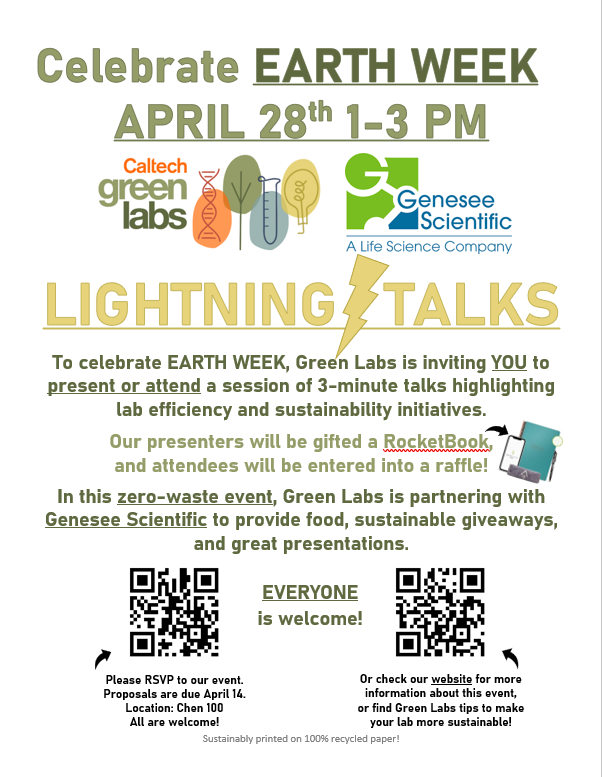 Celebrate EARTH WEEK
APRIL 28th 1-3 PM
Caltech
green
labs
G
Genesee
Scientific
A Life Science Company
LIGHTNING TALKS
To celebrate EARTH WEEK, Green Labs is inviting YOU to
present or attend a session of 3-minute talks highlighting
lab efficiency and sustainability initiatives.
Our presenters will be gifted a RocketBook,
and attendees will be entered into a raffle!
In this zero-waste event, Green Labs is partnering with
Genesee Scientific to provide food, sustainable giveaways,
and great presentations.
EVERYONE
is welcome!
Please RSVP to our event.
Proposals are due April 14.
Location: Chen 100
All are welcome!
Or check our website for more
information about this event,
or find Green Labs tips to make
your lab more sustainable!
Sustainably printed on 100% recycled paper!